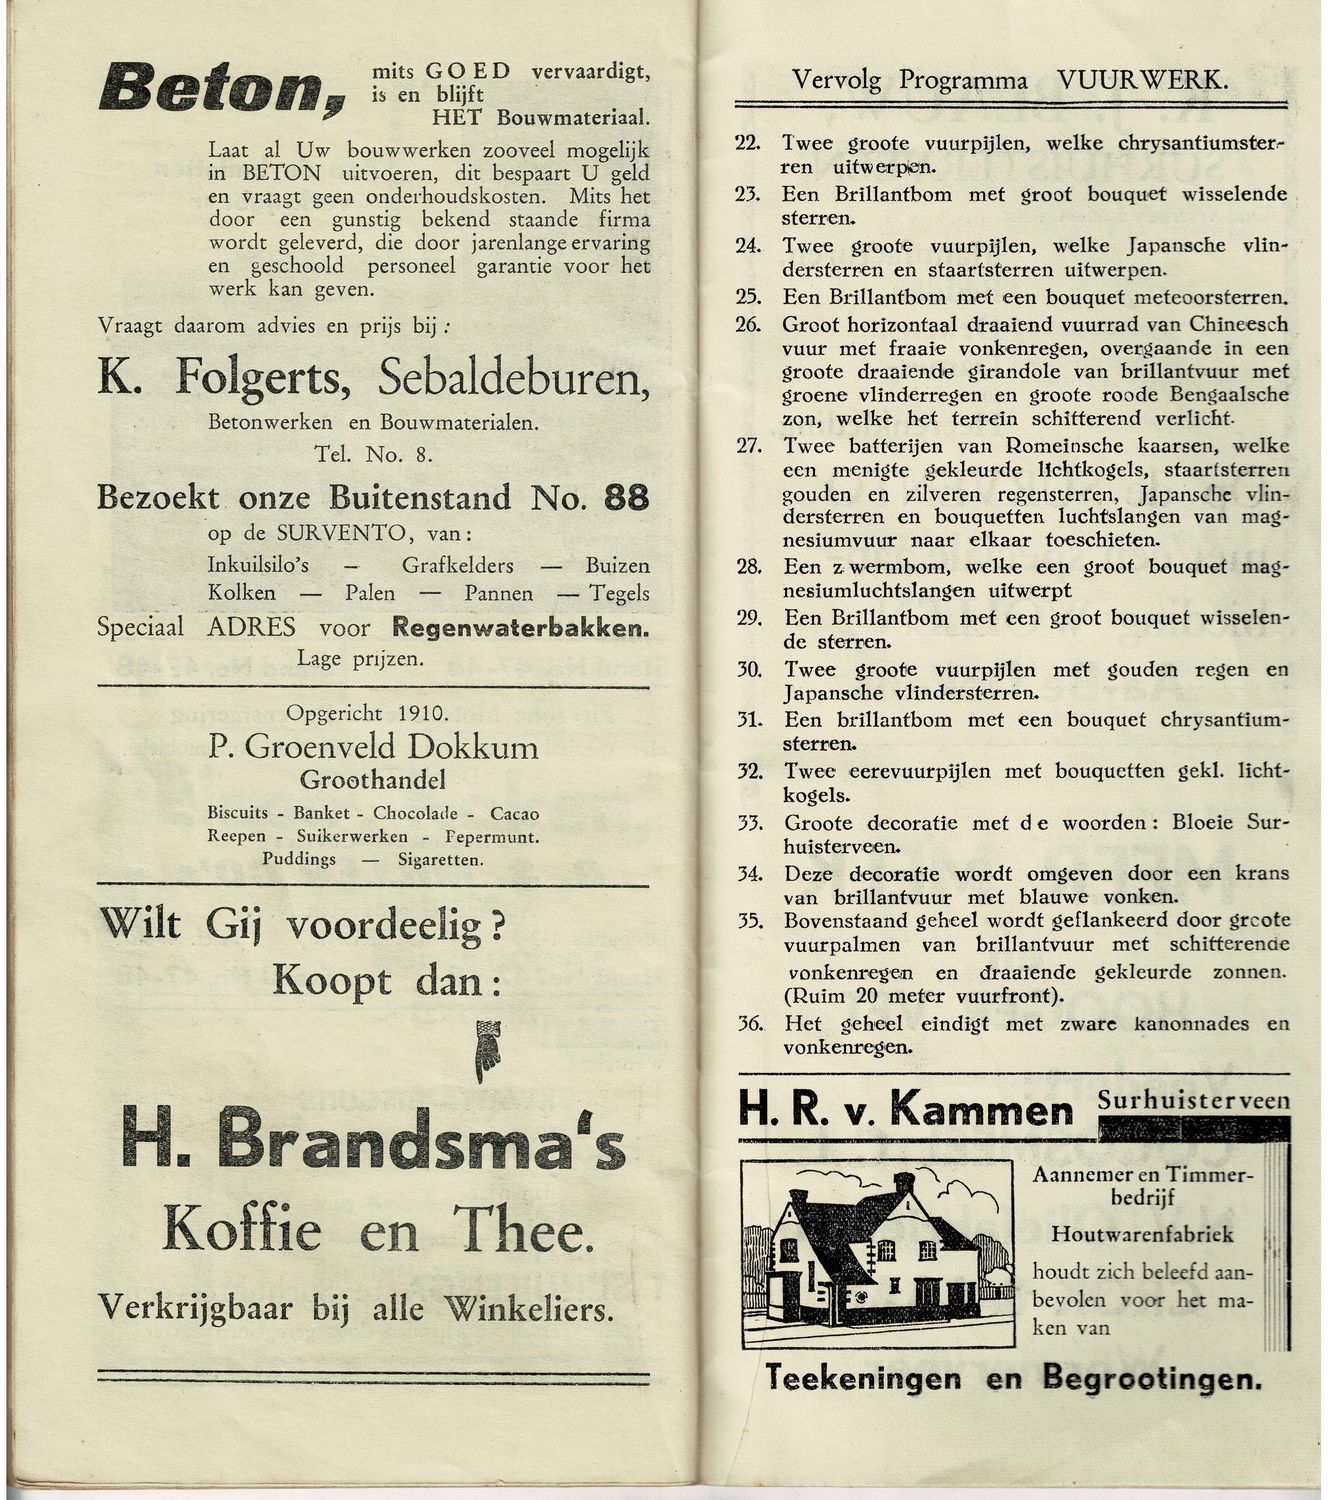 Beton,
mits GOED vervaardigt,
is en blijft
HET Bouwmateriaal.
Laat al Uw bouwwerken zooveel mogelijk
in BETON uitvoeren, dit bespaart U geld
en vraagt geen onderhoudskosten. Mits het
door een gunstig bekend staande firma
wordt geleverd, die door jarenlange ervaring
en geschoold personeel garantie voor het
werk kan geven.
Vraagt daarom advies en prijs bij :
K. Folgerts, Sebaldeburen,
Betonwerken en Bouwmaterialen.
Tel. No. 8.
Bezoekt onze Buitenstand No. 88
op de SURVENTO, van :
Inkuilsilo's — Grafkelders — Buizen
Kolken — Palen — Pannen — Tegels
Speciaal ADRES voor Regenwaterbakken.
Lage prijzen.
Opgericht 1910.
P. Groenveld Dokkum
Groothandel
Biscuits - Banket - Chocolade - Cacao
Reepen - Suikerwerken - Pepermunt.
Puddings — Sigaretten.
Wilt Gij voordeelig ?
Koopt dan :
H. Brandsma's
Koffie en Thee.
Verkrijgbaar bij alle Winkeliers.
Vervolg Programma VUURWERK.
22. Twee groote vuurpijlen, welke chrysantiumster-
ren uitwerpen.
23. Een Brillantbom met groot bouquet wisselende
sterren.
24. Twee groote vuurpijlen, welke Japansche vlin-
dersterren en staartsterren uitwerpen.
25. Een Brillantbom met een bouquet meteoorsterren.
26. Groot horizontaal draaiend vuurrad van Chineesch
vuur met fraaie vonkenregen, overgaande in een
groote draaiende girandole van brillantvuur met
groene vlinderregen en groote roode Bengaalsche
zon, welke het terrein schitterend verlicht.
27. Twee batterijen van Romeinsche kaarsen, welke
een menigte gekleurde lichtkogels, staartsterren
gouden en zilveren regensterren, Japansche vlin-
dersterren en bouquetten luchtslangen van mag-
nesiumvuur naar elkaar toeschieten.
28. Een zwermbom, welke een groot bouquet mag-
nesiumluchtslangen uitwerpt
29. Een Brillantbom met een groot bouquet wisselen-
de sterren.
30. Twee groote vuurpijlen met gouden regen en
Japansche vlindersterren.
31. Een brillantbom met een bouquet chrysantium-
sterren.
32. Twee eerevuurpijlen met bouquetten gekl. licht-
kogels.
33. Groote decoratie met de woorden : Bloeie Sur-
huisterveen.
34. Deze decoratie wordt omgeven door een krans
van brillantvuur met blauwe vonken.
35. Bovenstaand geheel wordt geflankeerd door groote
vuurpalmen van brillantvuur met schitterende
vonkenregen en draaiende gekleurde zonnen.
(Ruim 20 meter vuurfront).
36. Het geheel eindigt met zware kanonnades en
vonkenregen.
H. R. v. Kammen Surhuisterveen
Aannemer en Timmer-
bedrijf
Houtwarenfabriek
houdt zich beleefd aan-
bevolen voor het ma-
ken van
Teekeningen en Begrootingen.